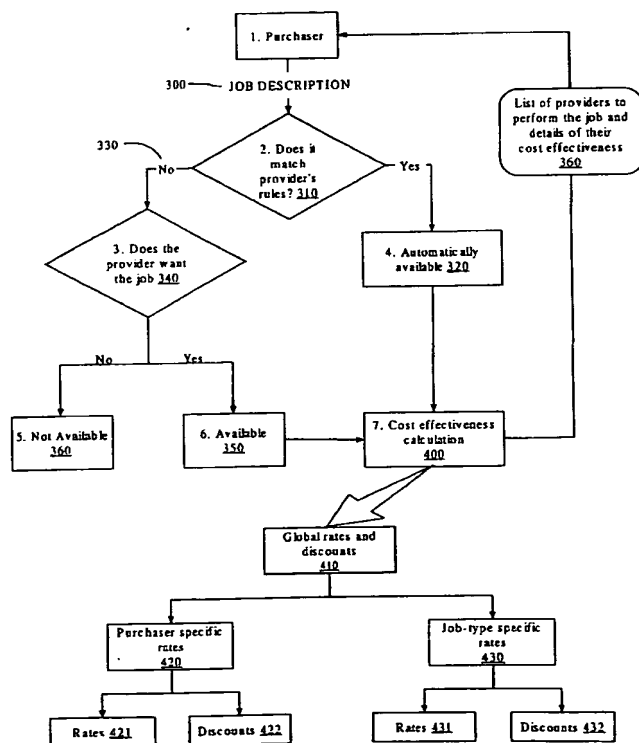 1. Purchaser
300
JOB DESCRIPTION
List of providers to
perform the job and
details of their
cost effectiveness
360
330
2. Does it
match
provider's
rules? 310
No
Yes
3. Does the
provider want
the job 340
4. Automatically
available 320
No
Yes
5. Not Available
360
6. Available
350
7. Cost effectiveness
calculation
400
Global rates and
discounts
410
Purchaser specific
rates
420
Job-type specific
rates
430
Rates 421
Discounts 422
Rates 431
Discounts 432